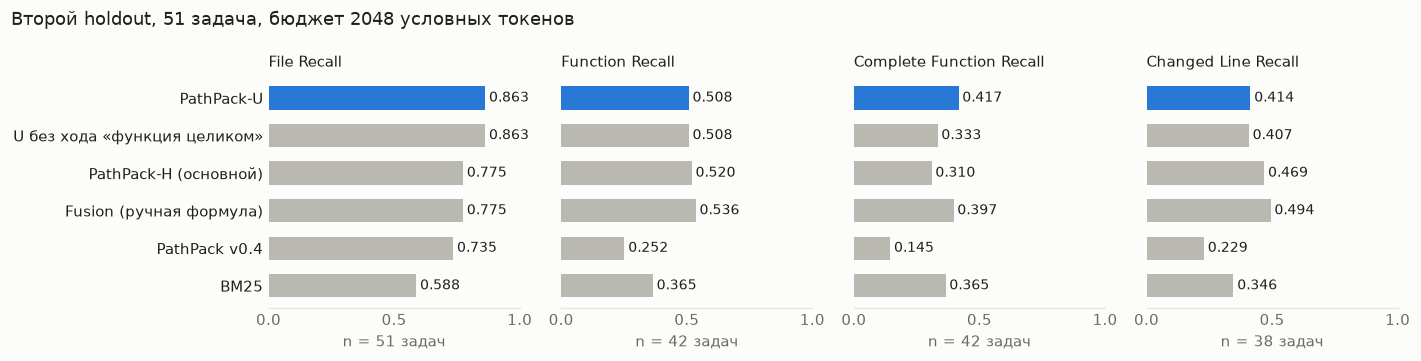 Второй holdout, 51 задача, бюджет 2048 условных токенов
File Recall Function Recall Complete Function Recall Changed Line Recall
PathPack-U 0.863 0.508 0.417 0.414
U без хода «функция целиком» 0.863 0.508 0.333 0.407
PathPack-H (основной) 0.775 0.520 0.310 0.469
Fusion (ручная формула) 0.775 0.536 0.397 0.494
PathPack v0.4 0.735 0.252 0.145 0.229
BM25 0.588 0.365 0.365 0.346
0.0 0.5 1.0 0.0 0.5 1.0 0.0 0.5 1.0 0.0 0.5 1.0
n = 51 задач n = 42 задач n = 42 задач n = 38 задач